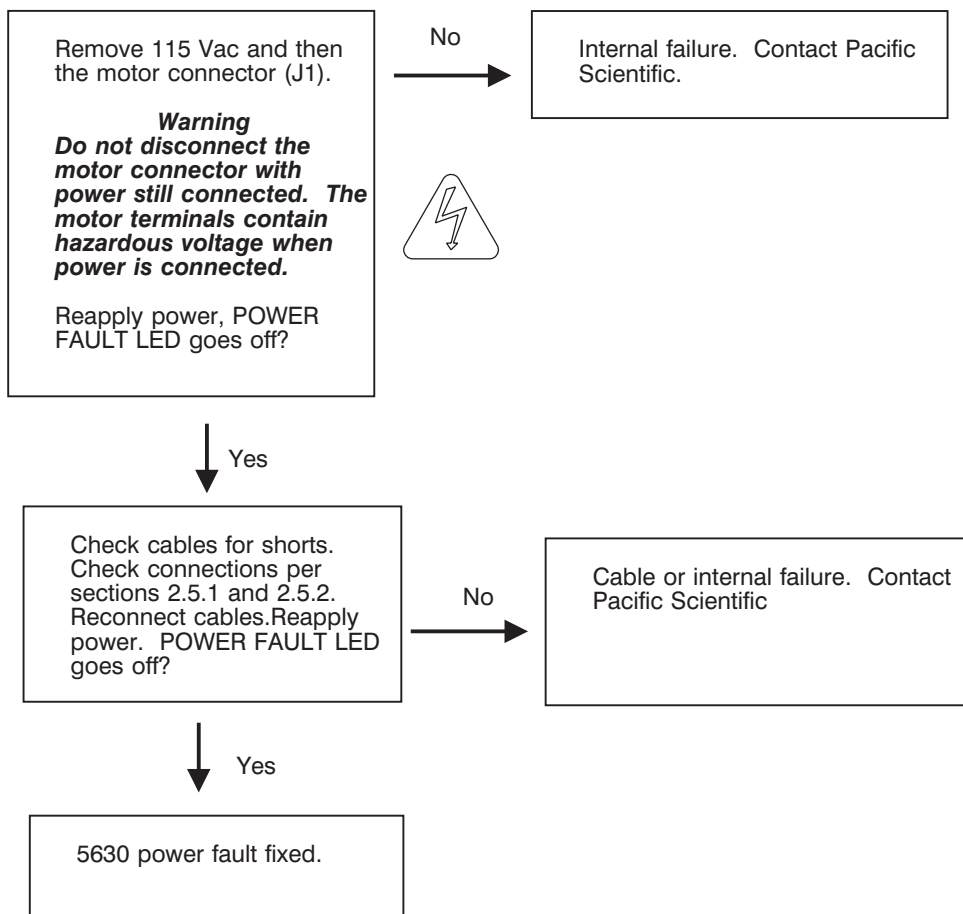 Remove 115 Vac and then
the motor connector (J1).
Warning
Do not disconnect the
motor connector with
power still connected.  The
motor terminals contain
hazardous voltage when
power is connected.
Reapply power, POWER
FAULT LED goes off?
No
Internal failure.  Contact Pacific
Scientific.
Yes
Check cables for shorts.
Check connections per
sections 2.5.1 and 2.5.2.
Reconnect cables.Reapply
power.  POWER FAULT LED
goes off?
No
Cable or internal failure.  Contact
Pacific Scientific
Yes
5630 power fault fixed.